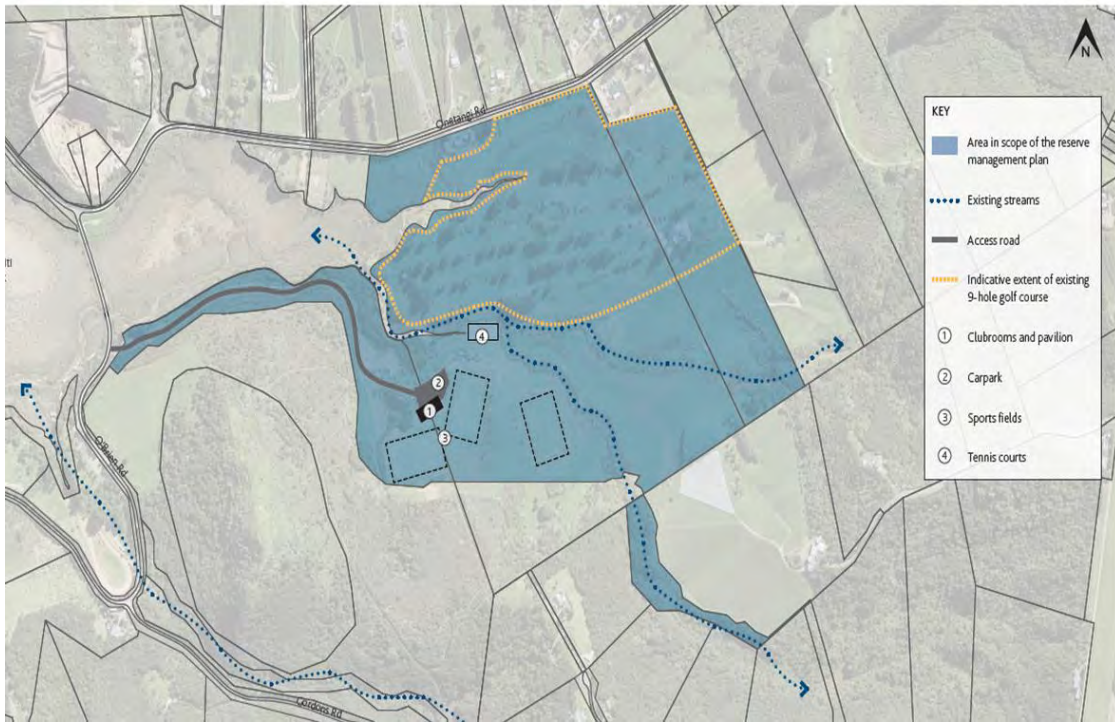 N
Onetangi Rd
KEY
Area in scope of the reserve
management plan
Existing streams
Access road
Indicative extent of existing
9-hole golf course
1 Clubrooms and pavilion
2 Carpark
3 Sports fields
4 Tennis courts
4
2
1
3
O'Brien Rd
Gordons Rd